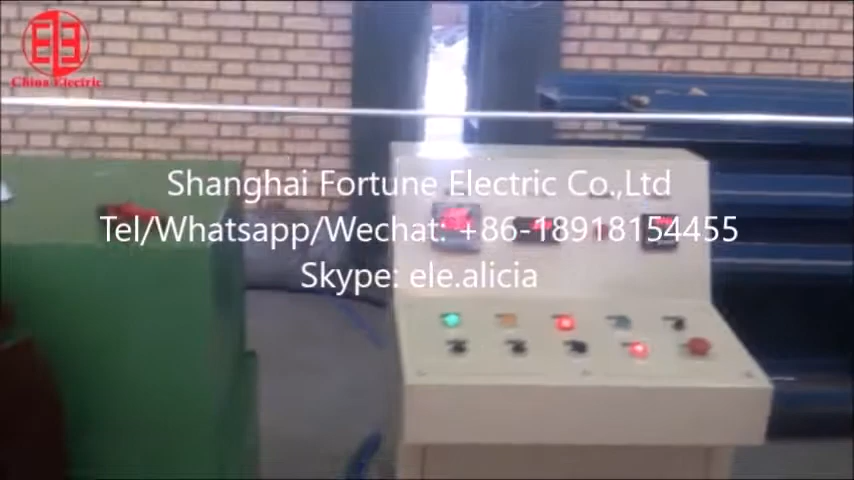 China Electric
Shanghai Fortune Electric Co.,Ltd
Tel/Whatsapp/Wechat: +86-18918154455
Skype: ele.alicia